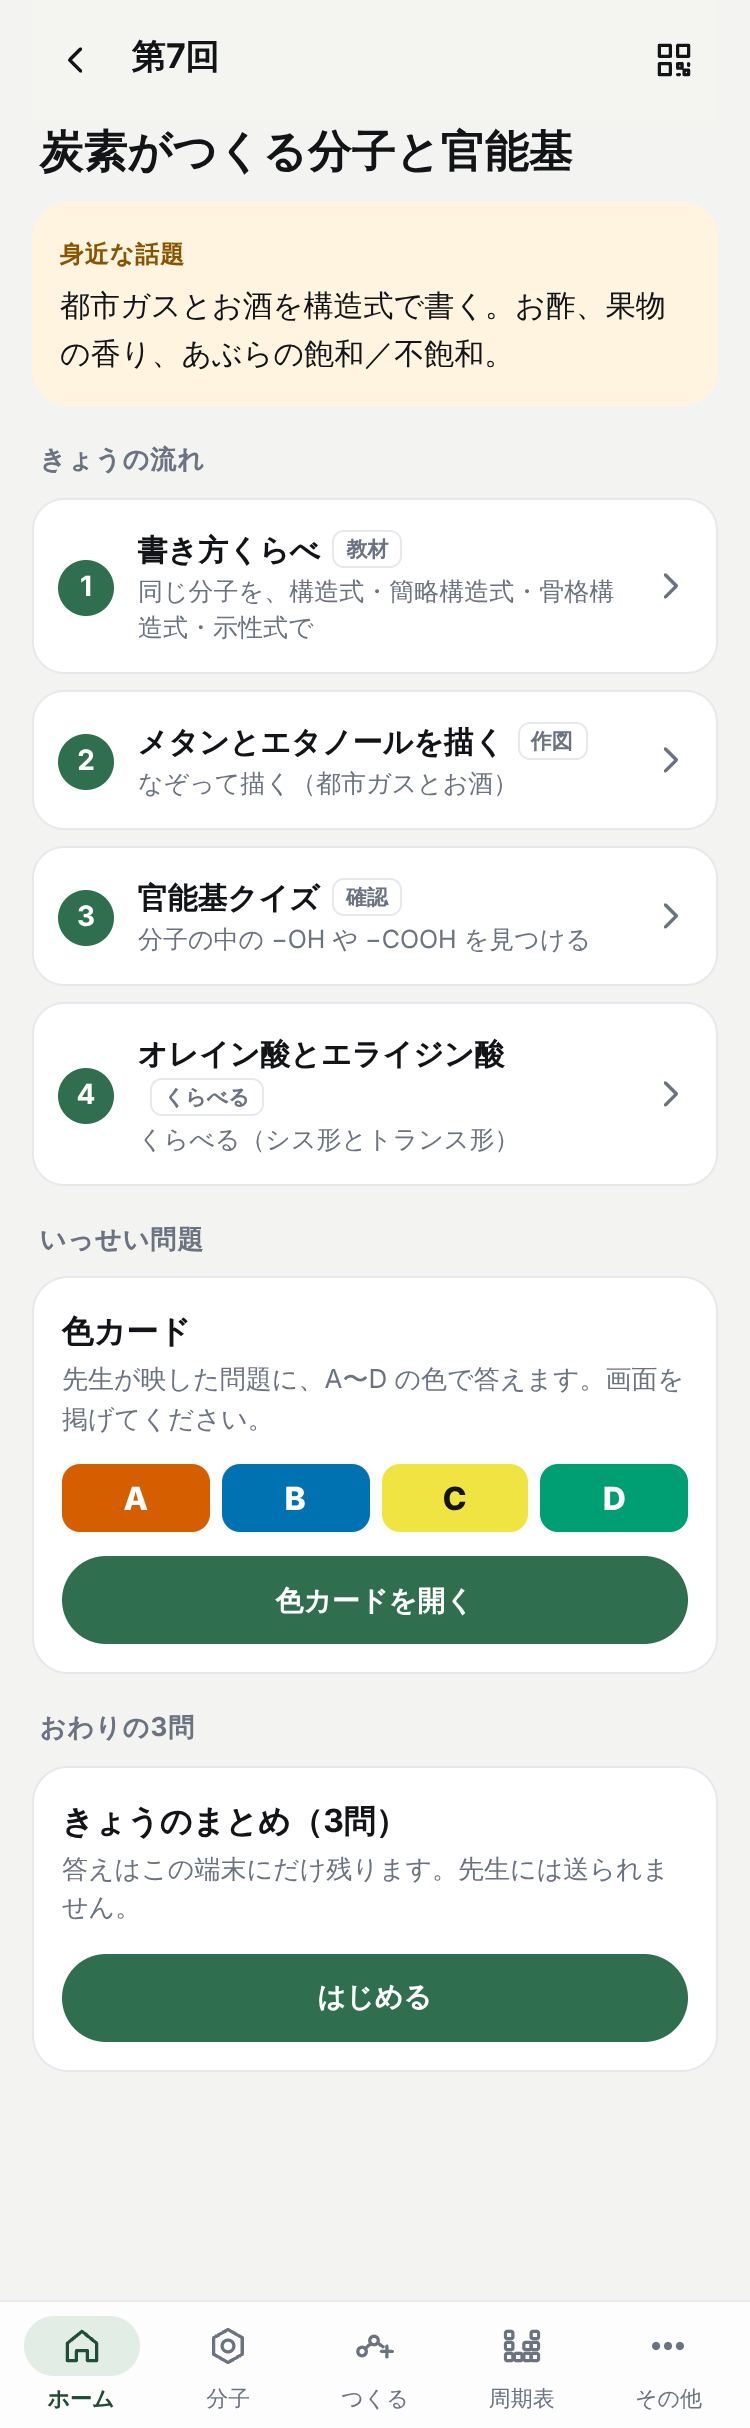 第7回
炭素がつくる分子と官能基
身近な話題
都市ガスとお酒を構造式で書く。お酢、果物
の香り、あぶらの飽和／不飽和。
きょうの流れ
1
書き方くらべ 教材
同じ分子を、構造式・簡略構造式・骨格構
造式・示性式で
2
メタンとエタノールを描く 作図
なぞって描く（都市ガスとお酒）
3
官能基クイズ 確認
分子の中の −OH や −COOH を見つける
4
オレイン酸とエライジン酸
くらべる
くらべる（シス形とトランス形）
いっせい問題
色カード
先生が映した問題に、A〜D の色で答えます。画面を
掲げてください。
A B C D
色カードを開く
おわりの3問
きょうのまとめ（3問）
答えはこの端末にだけ残ります。先生には送られま
せん。
はじめる
ホーム 分子 つくる 周期表 その他